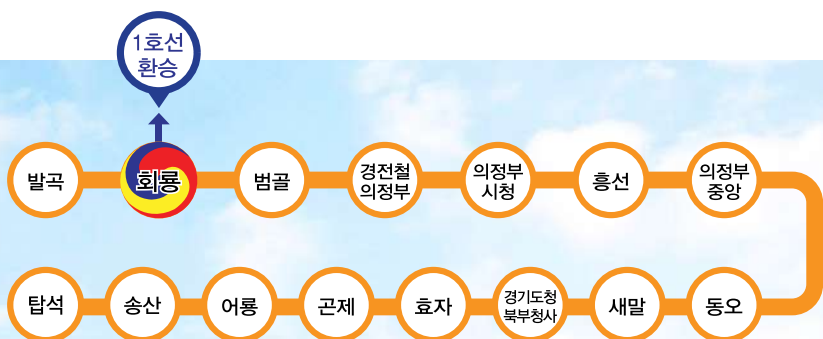 1호선
환승
발곡
회룡
범골
경전철
의정부
의정부
시청
흥선
의정부
중앙
탑석
송산
어룡
곤제
효자
경기도청
북부청사
새말
동오